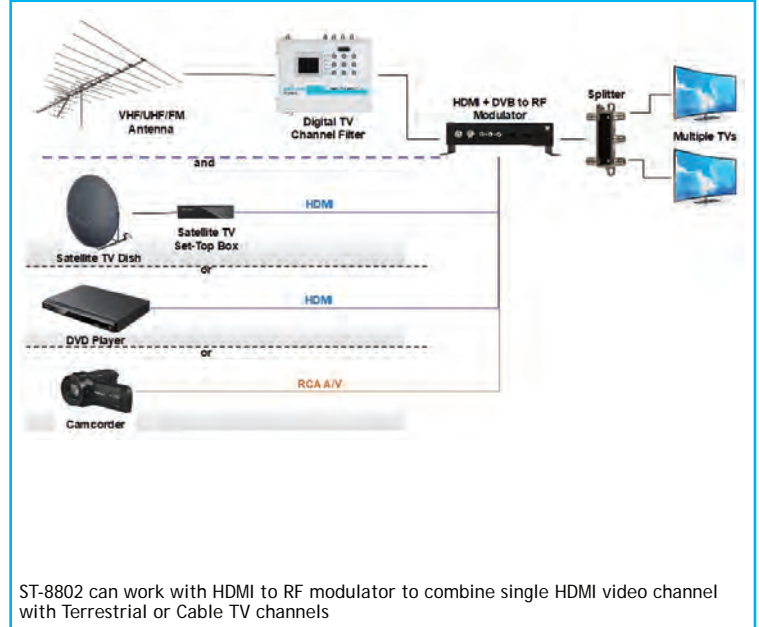 VHF/UHF/FM
Antenna
Digital TV
Channel Filter
HDMI + DVB to RF
Modulator
Splitter
Multiple TVs
and
HDMI
Satellite TV
Set-Top Box
Satellite TV Dish
or
HDMI
DVD Player
or
RCA A/V
Camcorder
ST-8802 can work with HDMI to RF modulator to combine single HDMI video channel
with Terrestrial or Cable TV channels